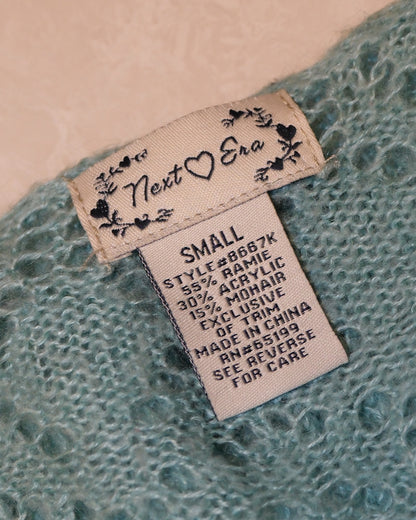 Next Era
SMALL
STYLE#8667K
55% RAMIE
30% ACRYLIC
15% MOHAIR
EXCLUSIVE
OF TRIM
MADE IN CHINA
RN#65199
SEE REVERSE
FOR CARE